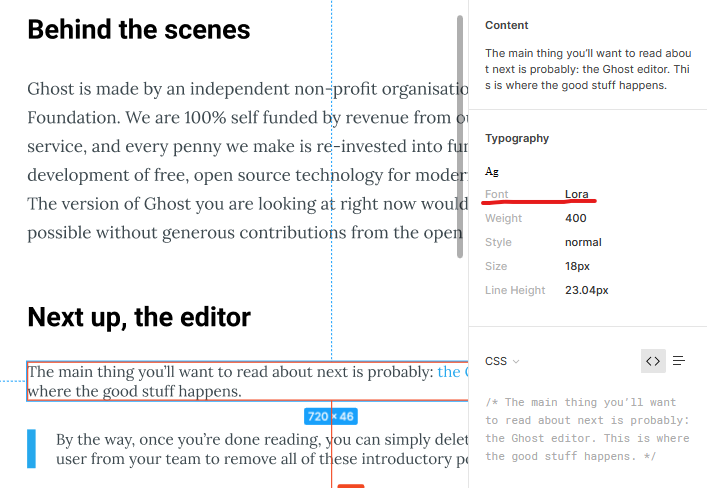 Behind the scenes
Ghost is made by an independent non-profit organisatio
Foundation. We are 100% self funded by revenue from ou
service, and every penny we make is re-invested into fur
development of free, open source technology for moder
The version of Ghost you are looking at right now would
possible without generous contributions from the open
Next up, the editor
The main thing you'll want to read about next is probably: the
where the good stuff happens.
720 × 46
By the way, once you're done reading, you can simply delet
user from your team to remove all of these introductory po
Content
The main thing you'll want to read abou
t next is probably: the Ghost editor. Thi
s is where the good stuff happens.
Typography
Ag
Font Lora
Weight 400
Style normal
Size 18px
Line Height 23.04px
CSS
<>
/* The main thing you'll want
to read about next is probably:
the Ghost editor. This is where
the good stuff happens. */